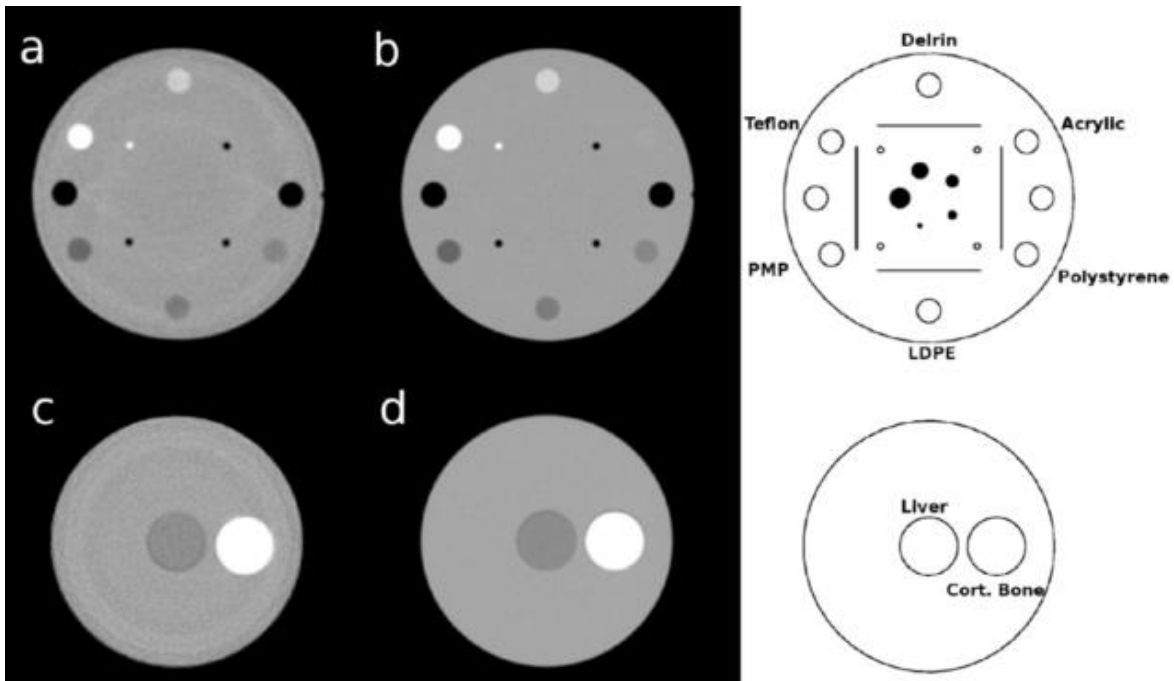 a
b
Delrin
Teflon
Acrylic
PMP
Polystyrene
LDPE
c
d
Liver
Cort. Bone